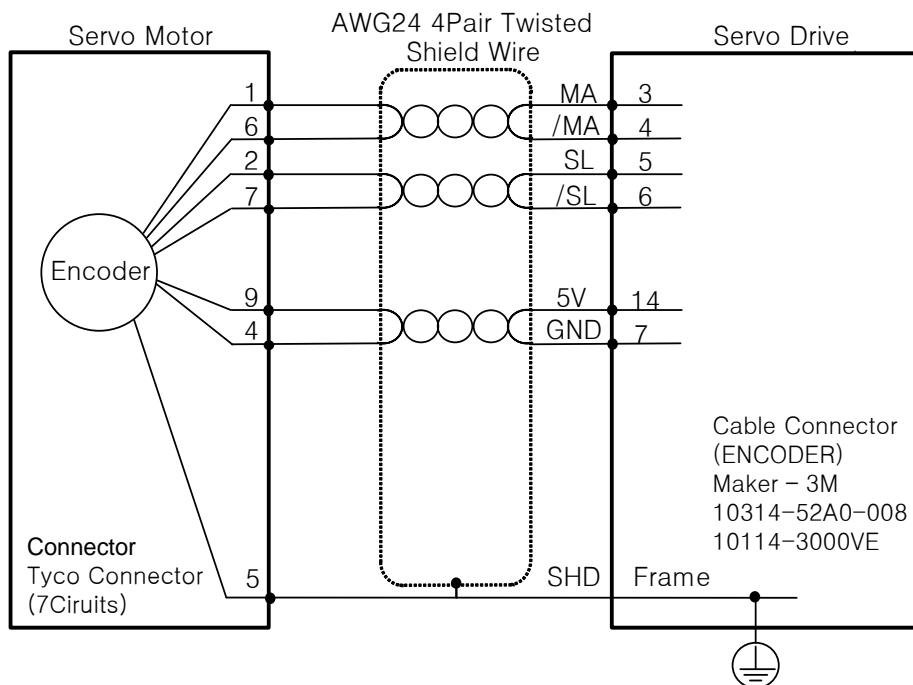 AWG24 4Pair Twisted
Shield Wire
Servo Motor
Servo Drive
1 MA 3
6 /MA 4
2 SL 5
7 /SL 6
Encoder
9 5V 14
4 GND 7
Cable Connector
(ENCODER)
Maker – 3M
10314-52A0-008
10114-3000VE
Connector
Tyco Connector
(7Ciruits)
5 SHD Frame